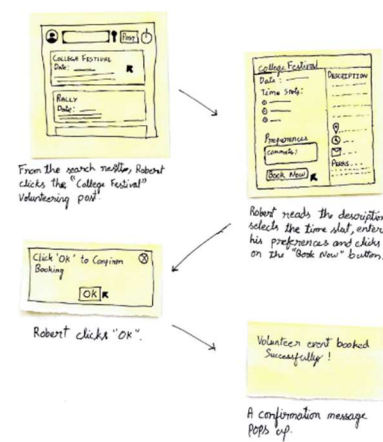 Post
COLLEGE FESTIVAL
Date:
RALLY
Date:
From the search results, Robert
clicks the "College Festival"
Volunteering post.
College Festival
Date:
Time Slots:
Preferences
Comments:
Book Now
DESCRIPTION
PERKS
Robert reads the description
selects the time slot, enter
his preferences and clicks
on the "Book Now" button.
Click 'OK' to Confirm
Booking
OK
Robert clicks "OK".
Volunteer event booked
Successfully!
A confirmation message
pops up.